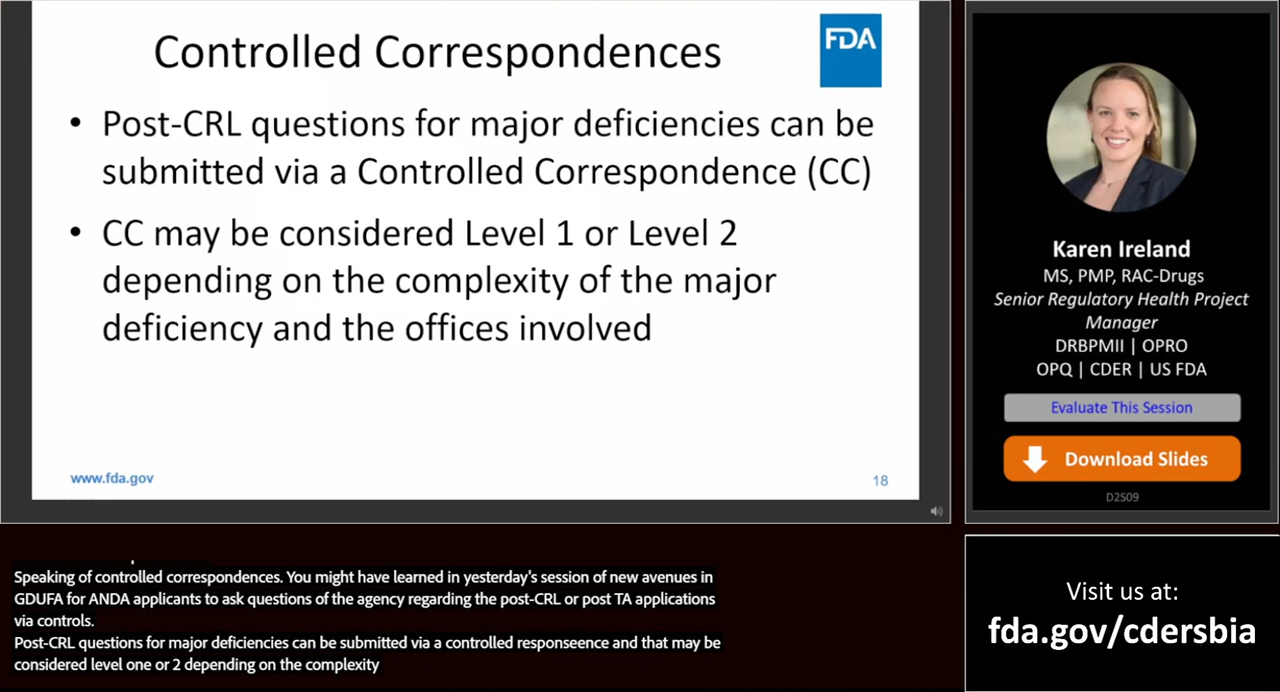 Controlled Correspondences
FDA
• Post-CRL questions for major deficiencies can be
submitted via a Controlled Correspondence (CC)
• CC may be considered Level 1 or Level 2
depending on the complexity of the major
deficiency and the offices involved
www.fda.gov
18
Karen Ireland
MS, PMP, RAC-Drugs
Senior Regulatory Health Project
Manager
DRBPMII | OPRO
OPQ | CDER | US FDA
Evaluate This Session
Download Slides
D2S09
Speaking of controlled correspondences. You might have learned in yesterday's session of new avenues in
GDUFA for ANDA applicants to ask questions of the agency regarding the post-CRL or post TA applications
via controls.
Post-CRL questions for major deficiencies can be submitted via a controlled responseence and that may be
considered level one or 2 depending on the complexity
Visit us at:
fda.gov/cdersbia